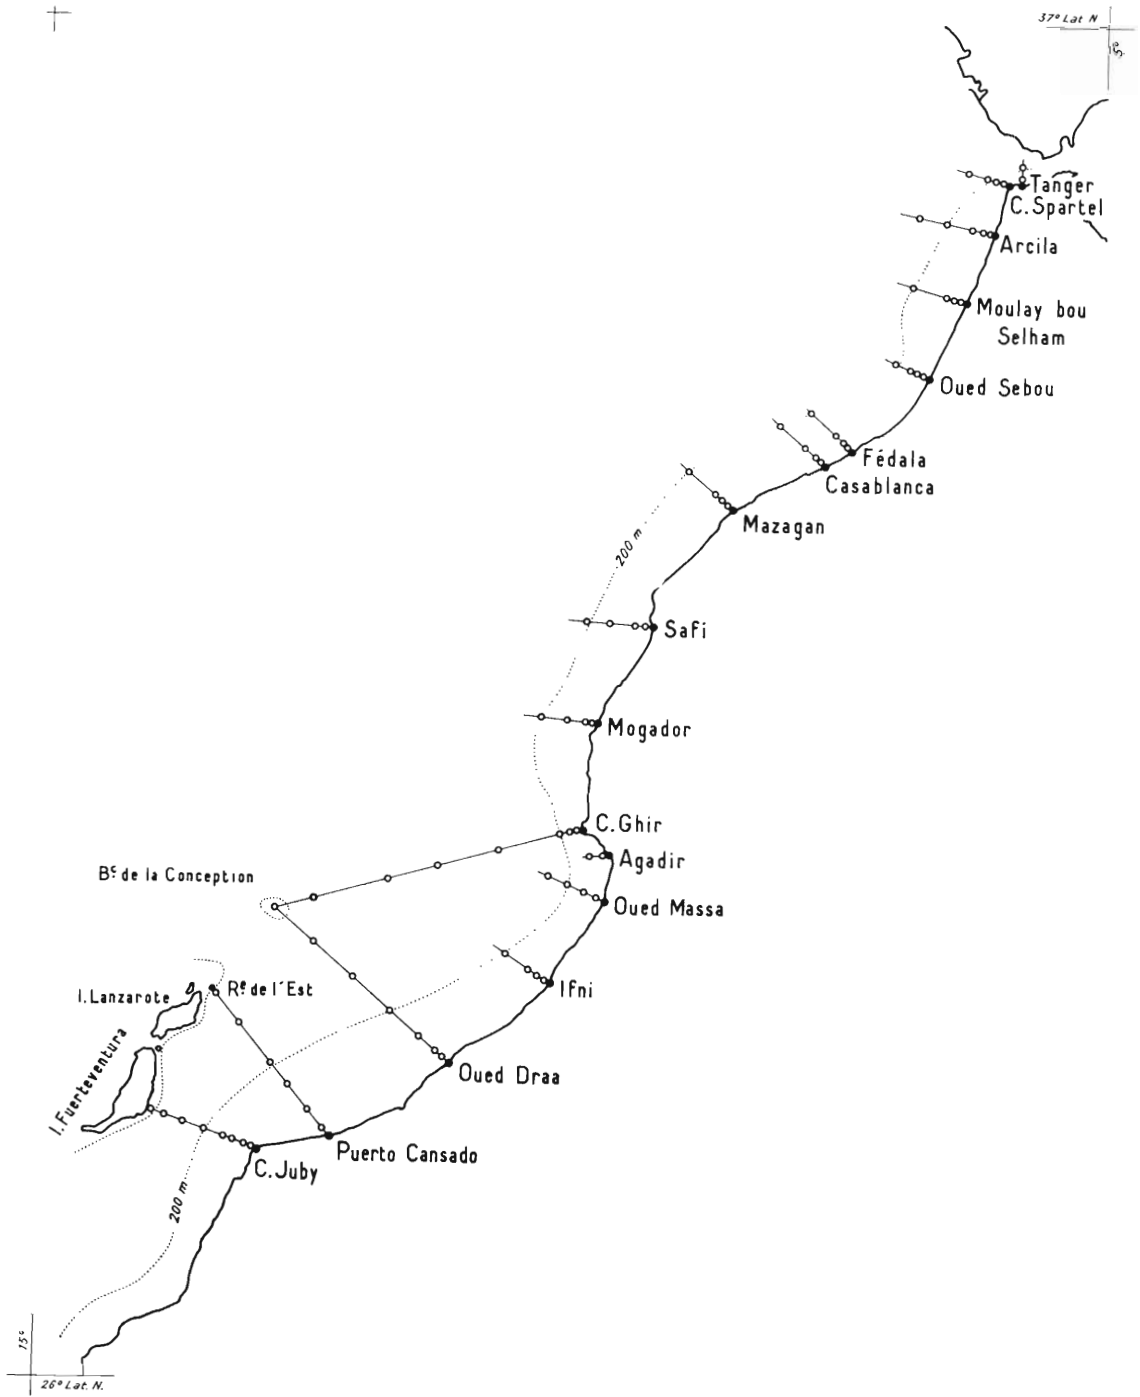 37° Lat N
5°
Tanger
C. Spartel
Arcila
Moulay bou
Selham
Oued Sebou
Fédala
Casablanca
Mazagan
200 m
Safi
Mogador
C. Ghir
Agadir
Bᶜ de la Conception
Oued Massa
Ifni
Rᵉ de l'Est
I. Lanzarote
I. Fuerteventura
Oued Draa
Puerto Cansado
C. Juby
200 m
15°
26° Lat. N.